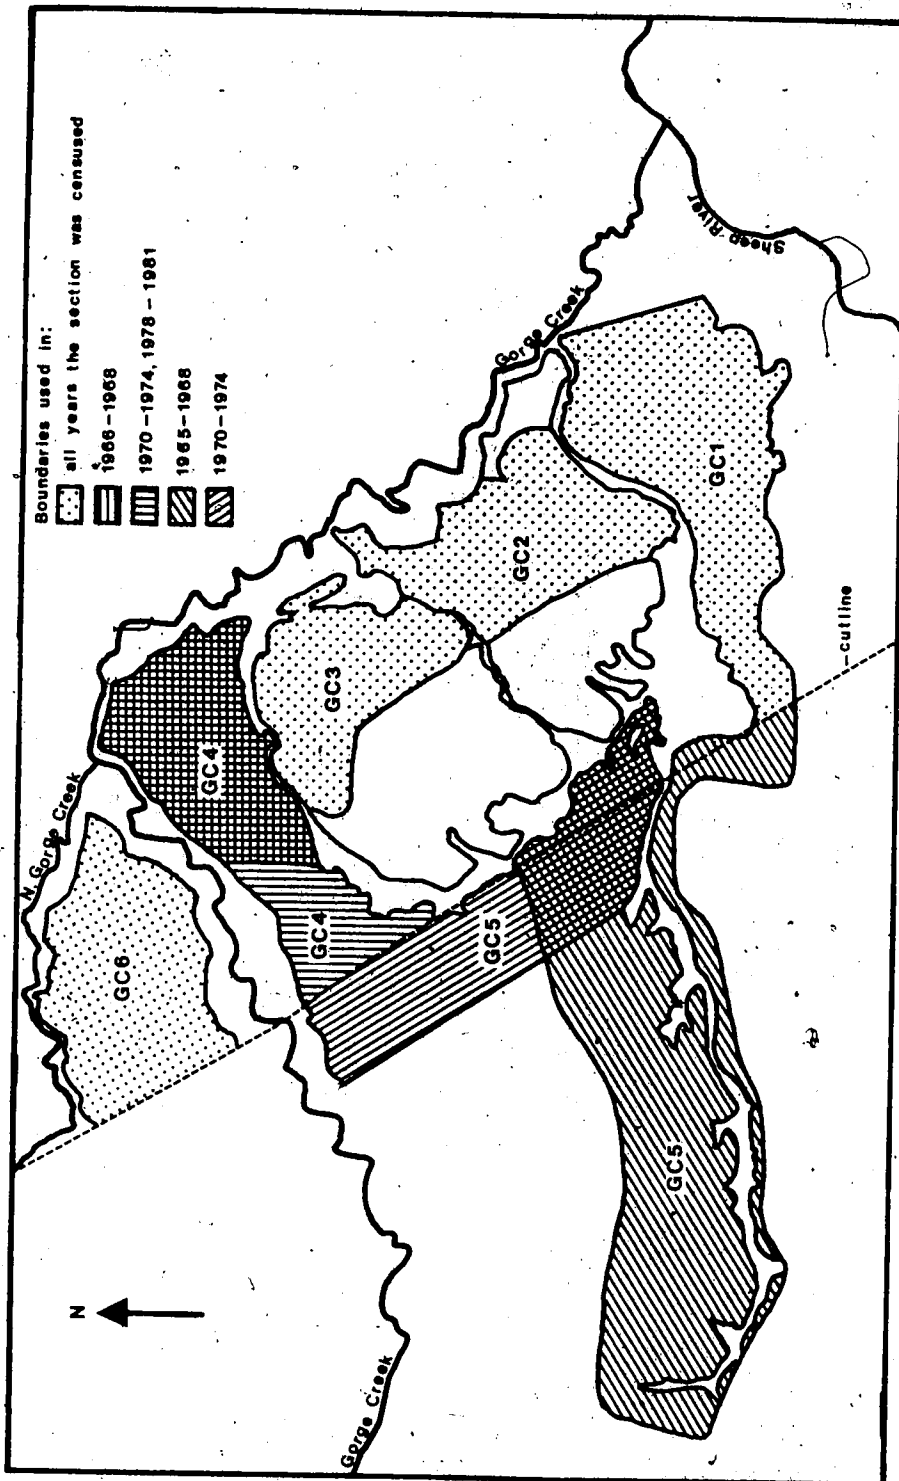 Boundaries used in:
all years the section was censused
1966-1968
1970-1974, 1978-1981
1965-1968
1970-1974
N. Gorge Creek
Gorge Creek
Sheep River
GC6
GC4
GC3
GC4
GC2
GC5
GC1
GC5
cutline
N
Gorge Creek